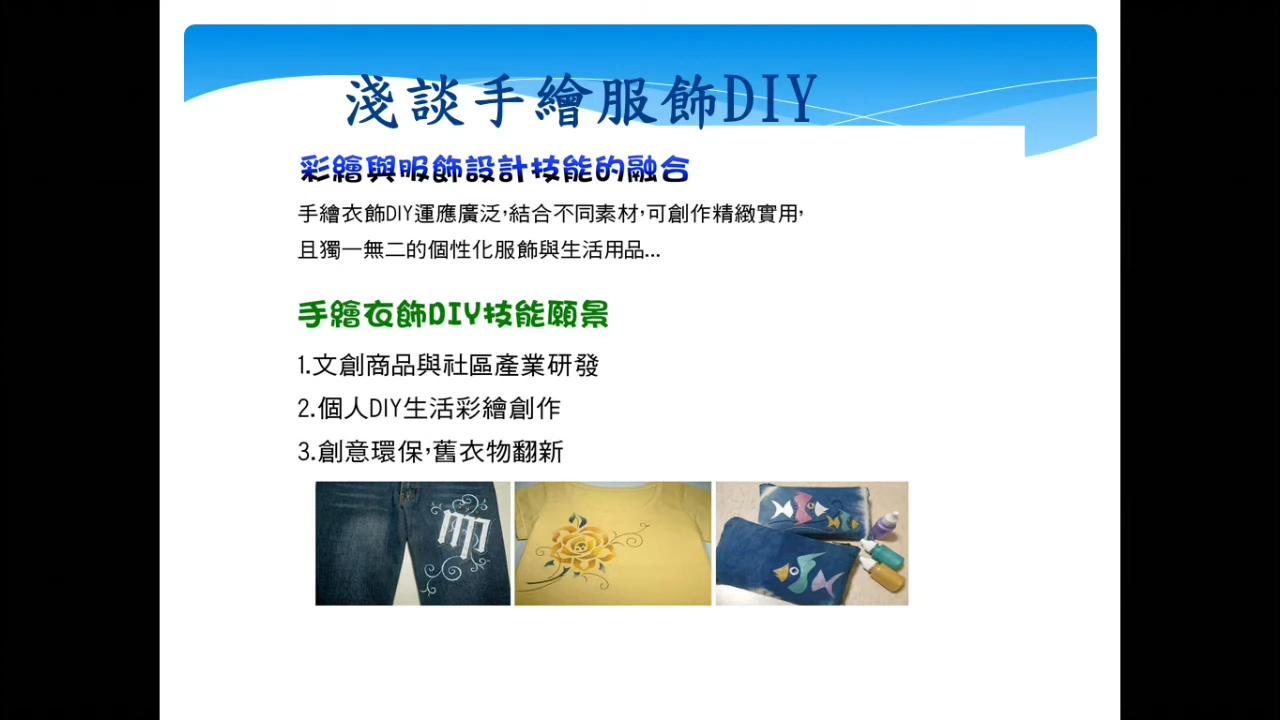 淺談手繪服飾DIY
彩繪與服飾設計技能的融合
手繪衣飾DIY運應廣泛,結合不同素材,可創作精緻實用,
且獨一無二的個性化服飾與生活用品...
手繪衣飾DIY技能願景
1.文創商品與社區產業研發
2.個人DIY生活彩繪創作
3.創意環保,舊衣物翻新